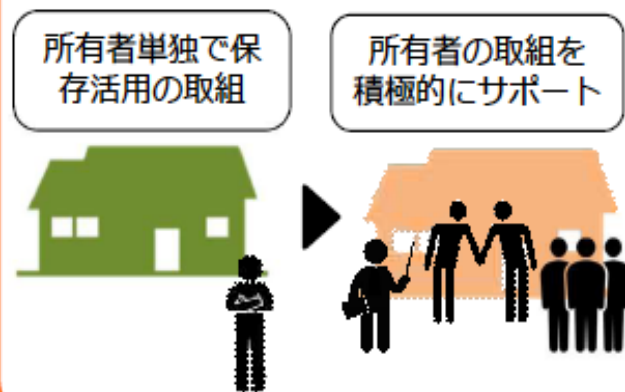 所有者単独で保
存活用の取組
所有者の取組を
積極的にサポート